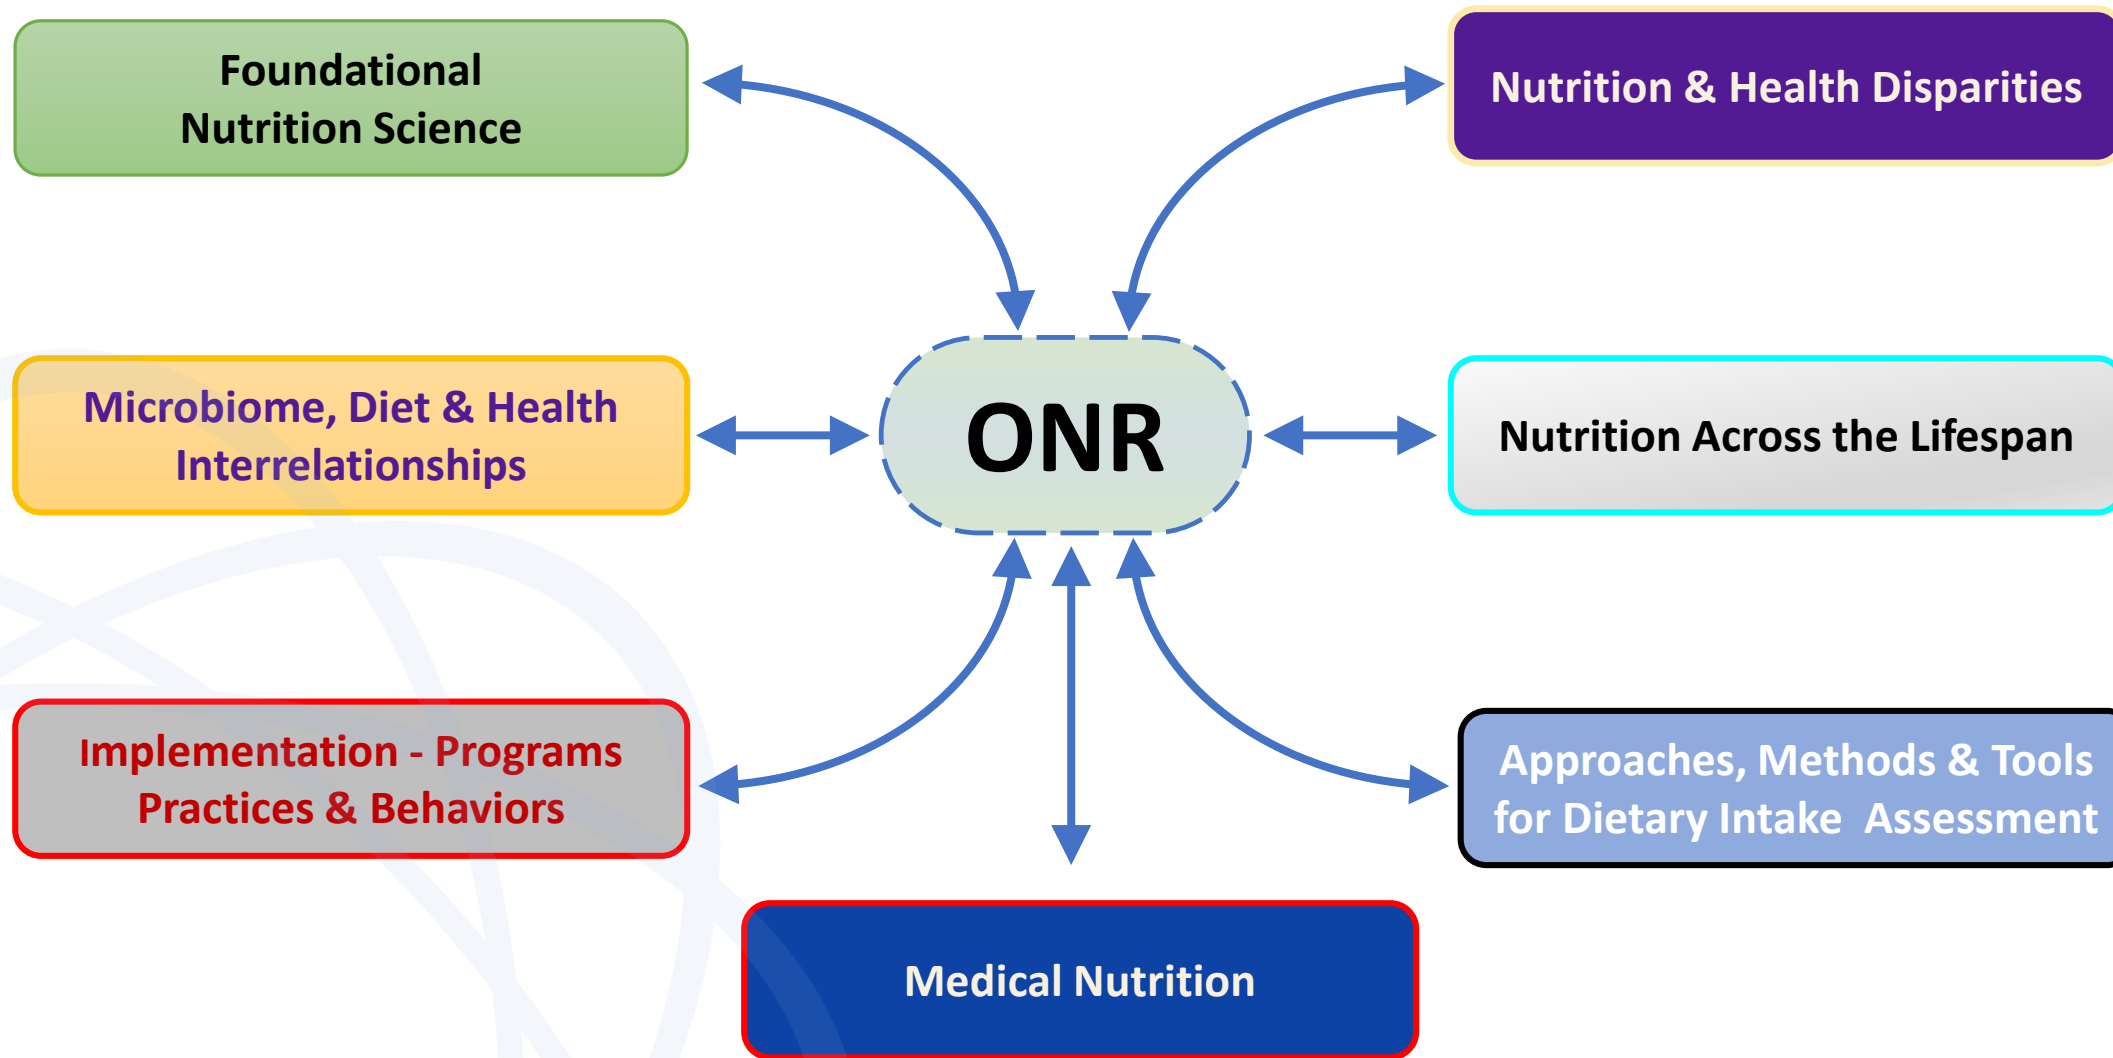 Foundational
Nutrition Science
Nutrition & Health Disparities
Microbiome, Diet & Health
Interrelationships
ONR
Nutrition Across the Lifespan
Implementation - Programs
Practices & Behaviors
Approaches, Methods & Tools
for Dietary Intake  Assessment
Medical Nutrition